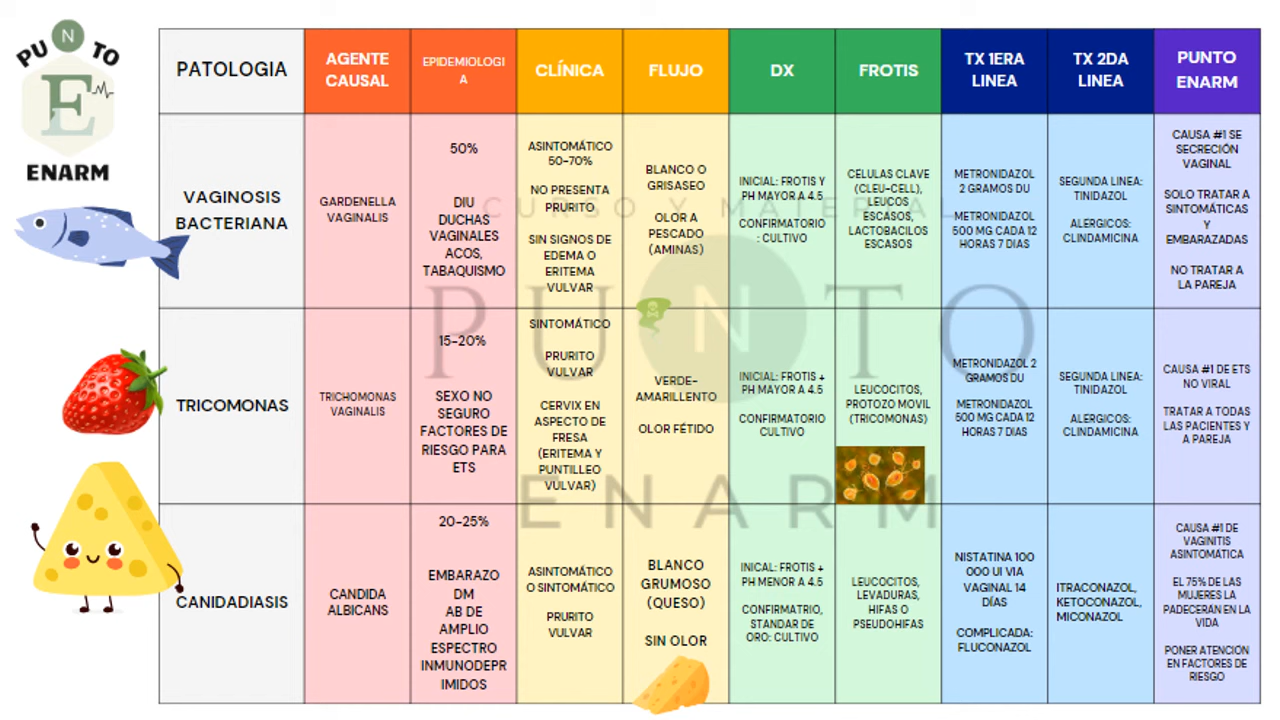 PUNTO
E
ENARM
PATOLOGIA
AGENTE
CAUSAL
EPIDEMIOLOGI
A
CLÍNICA
FLUJO
DX
FROTIS
TX 1ERA
LINEA
TX 2DA
LINEA
PUNTO
ENARM
VAGINOSIS
BACTERIANA
GARDENELLA
VAGINALIS
50%
DIU
DUCHAS
VAGINALES
ACOS,
TABAQUISMO
ASINTOMÁTICO
50-70%
NO PRESENTA
PRURITO
SIN SIGNOS DE
EDEMA O
ERITEMA
VULVAR
BLANCO O
GRISASEO
OLOR A
PESCADO
(AMINAS)
INICIAL: FROTIS Y
PH MAYOR A 4.5
CONFIRMATORIO
: CULTIVO
CELULAS CLAVE
(CLEU-CELL),
LEUCOS
ESCASOS,
LACTOBACILOS
ESCASOS
METRONIDAZOL
2 GRAMOS DU
METRONIDAZOL
500 MG CADA 12
HORAS 7 DIAS
SEGUNDA LINEA:
TINIDAZOL
ALERGICOS:
CLINDAMICINA
CAUSA #1 SE
SECRECIÓN
VAGINAL
SOLO TRATAR A
SINTOMÁTICAS
Y
EMBARAZADAS
NO TRATAR A
LA PAREJA
TRICOMONAS
TRICHOMONAS
VAGINALIS
15-20%
SEXO NO
SEGURO
FACTORES DE
RIESGO PARA
ETS
SINTOMÁTICO
PRURITO
VULVAR
CERVIX EN
ASPECTO DE
FRESA
(ERITEMA Y
PUNTILLEO
VULVAR)
VERDE-
AMARILLENTO
OLOR FÉTIDO
INICIAL: FROTIS +
PH MAYOR A 4.5
CONFIRMATORIO
CULTIVO
LEUCOCITOS,
PROTOZO MOVIL
(TRICOMONAS)
METRONIDAZOL 2
GRAMOS DU
METRONIDAZOL
500 MG CADA 12
HORAS 7 DIAS
SEGUNDA LINEA:
TINIDAZOL
ALERGICOS:
CLINDAMICINA
CAUSA #1 DE ETS
NO VIRAL
TRATAR A TODAS
LAS PACIENTES Y
A PAREJA
CANIDADIASIS
CANDIDA
ALBICANS
20-25%
EMBARAZO
DM
AB DE
AMPLIO
ESPECTRO
INMUNODEPR
IMIDOS
ASINTOMÁTICO
O SINTOMÁTICO
PRURITO
VULVAR
BLANCO
GRUMOSO
(QUESO)
SIN OLOR
INICAL: FROTIS +
PH MENOR A 4.5
CONFIRMATRIO,
STANDAR DE
ORO: CULTIVO
LEUCOCITOS,
LEVADURAS,
HIFAS O
PSEUDOHIFAS
NISTATINA 100
000 UI VIA
VAGINAL 14
DÍAS
COMPLICADA:
FLUCONAZOL
ITRACONAZOL,
KETOCONAZOL,
MICONAZOL
CAUSA #1 DE
VAGINITIS
ASINTOMATICA
EL 75% DE LAS
MUJERES LA
PADECERAN EN LA
VIDA
PONER ATENCION
EN FACTORES DE
RIESGO
CURSO Y MATERIAL
PUNTO
ENARM